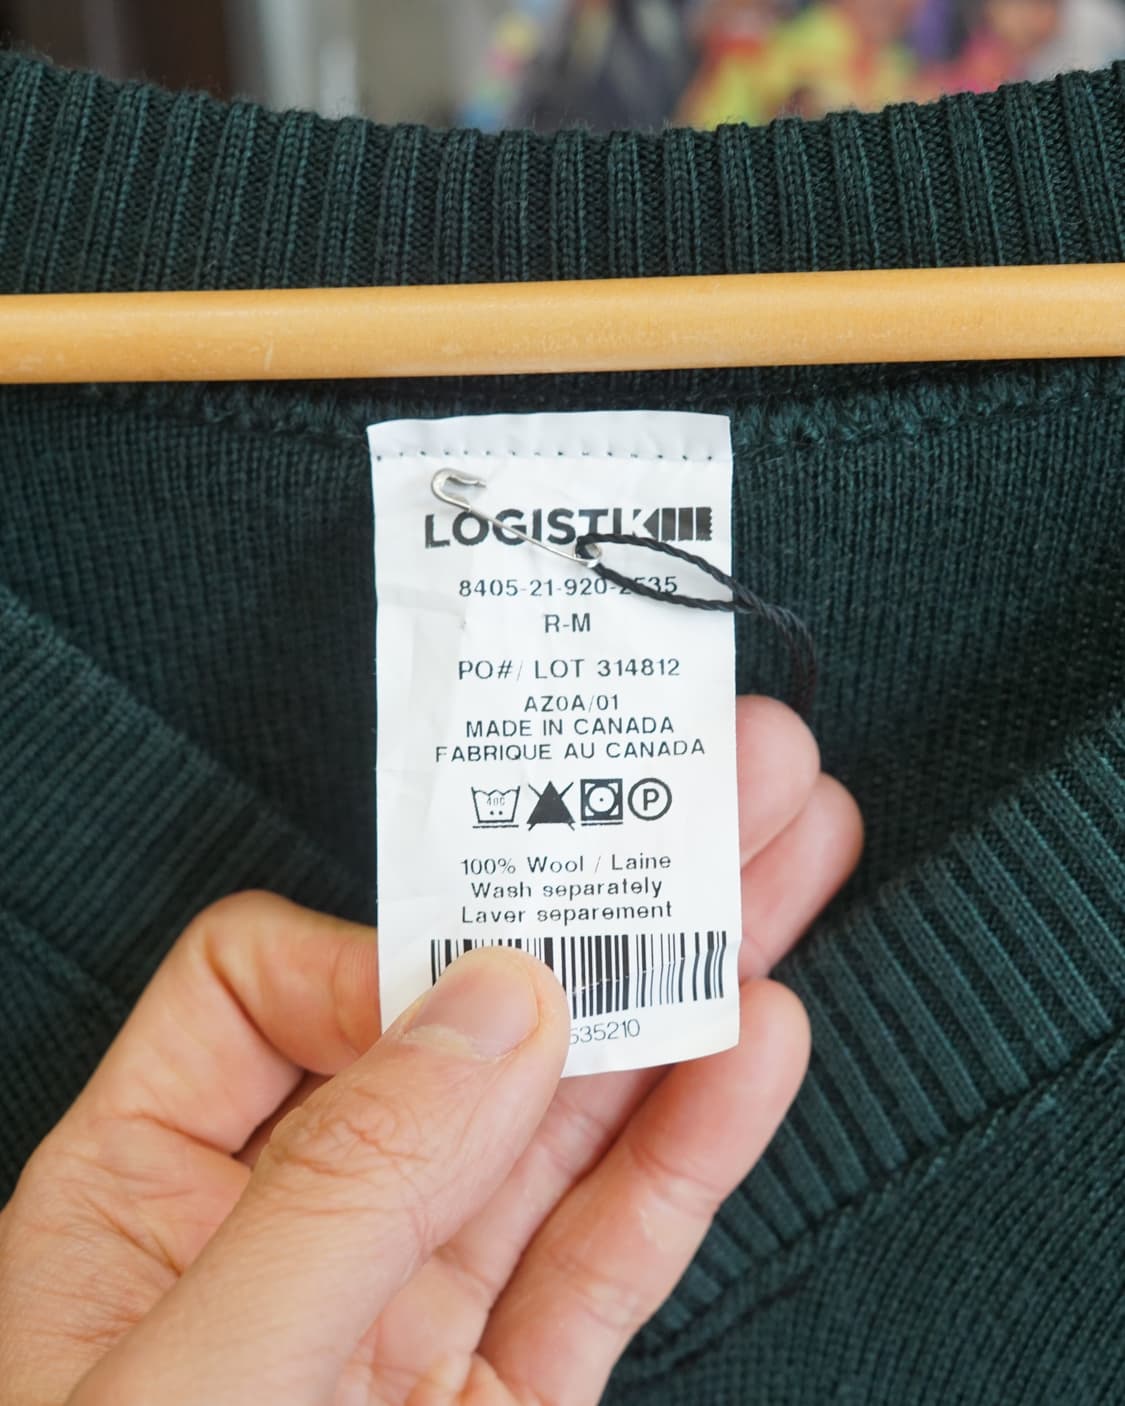 LOGISTIK
8405-21-920-2535
R-M
PO#/ LOT 314812
AZ0A/01
MADE IN CANADA
FABRIQUE AU CANADA
40C
P
100% Wool / Laine
Wash separately
Laver separement
535210